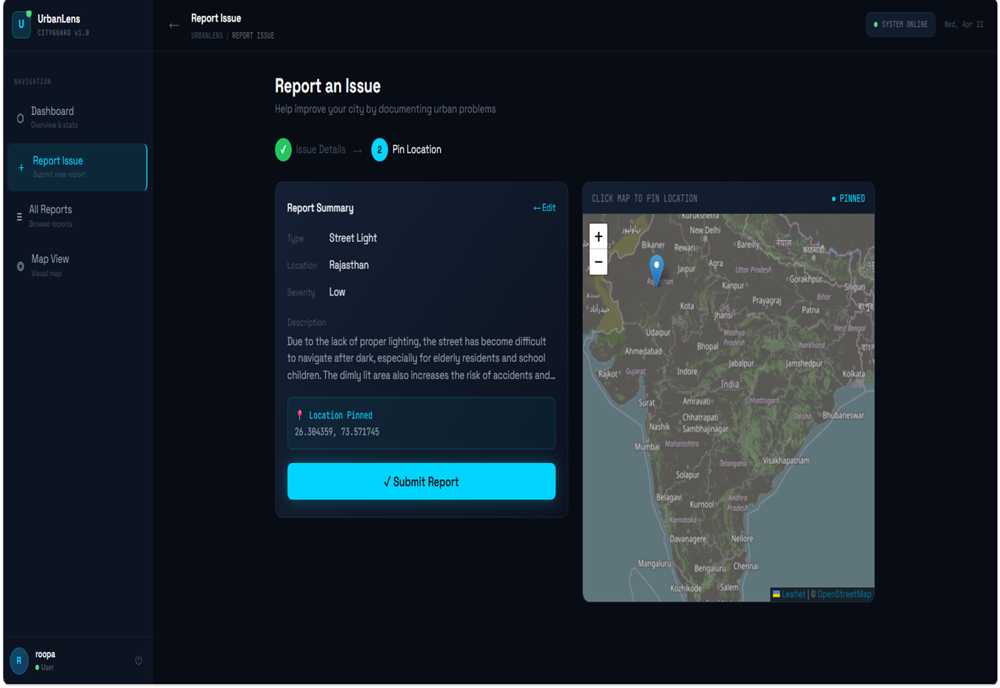 U
UrbanLens
CITYGUARD v1.0
←
Report Issue
URBANLENS / REPORT ISSUE
SYSTEM ONLINE
Wed, Apr 22
NAVIGATION
Dashboard
Overview & stats
+ Report Issue
Submit new report
All Reports
Browse reports
Map View
Visual map
R
roopa
User
Report an Issue
Help improve your city by documenting urban problems
✓ Issue Details → 2 Pin Location
Report Summary
← Edit
Type Street Light
Location Rajasthan
Severity Low
Description
Due to the lack of proper lighting, the street has become difficult
to navigate after dark, especially for elderly residents and school
children. The dimly lit area also increases the risk of accidents and...
Location Pinned
26.304359, 73.571745
✓ Submit Report
CLICK MAP TO PIN LOCATION
PINNED
+
−
Kurukshetra
New Delhi
Bikaner
Rewari
Bareilly
नेपाल
काठमाडौं
Jaipur
Agra
Uttar Pradesh
Gorakhpur
Siliguri
Kanpur
Bihar
Prayagraj
Patna
Kota
Jhansi
Udaipur
Madhya
Pradesh
West Bengal
Ahmedabad
Bhopal
Jharkhand
Jabalpur
Jamshedpur
Rajkot
Gujarat
Indore
Kolkata
India
Surat
Amravati
Chhattisgarh
Chhatrapati
Sambhajinagar
Odisha
Bhubaneswar
Nashik
Mumbai
Maharashtra
Telangana
Visakhapatnam
Solapur
Belagavi
Kurnool
Andhra
Pradesh
Karnataka
Davanagere
Nellore
Mangaluru
Bengaluru
Chennai
Kozhikode
Salem
Leaflet | © OpenStreetMap